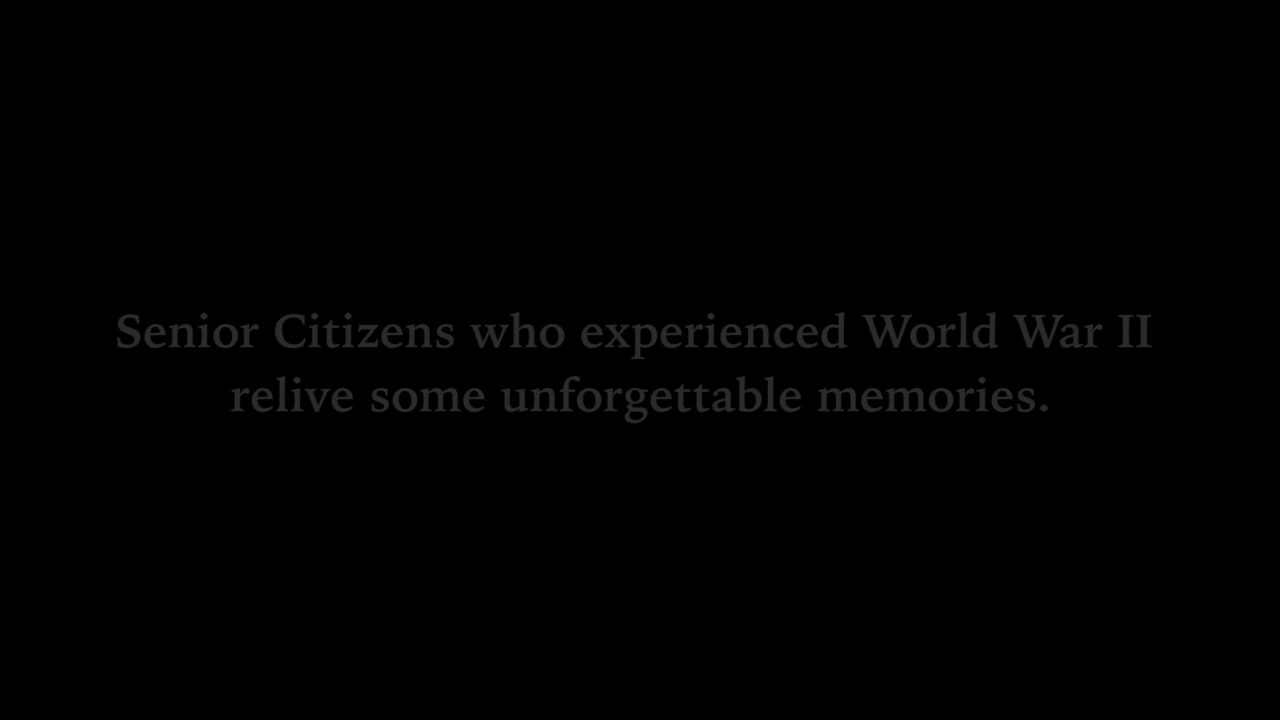 Senior Citizens who experienced World War II
relive some unforgettable memories.